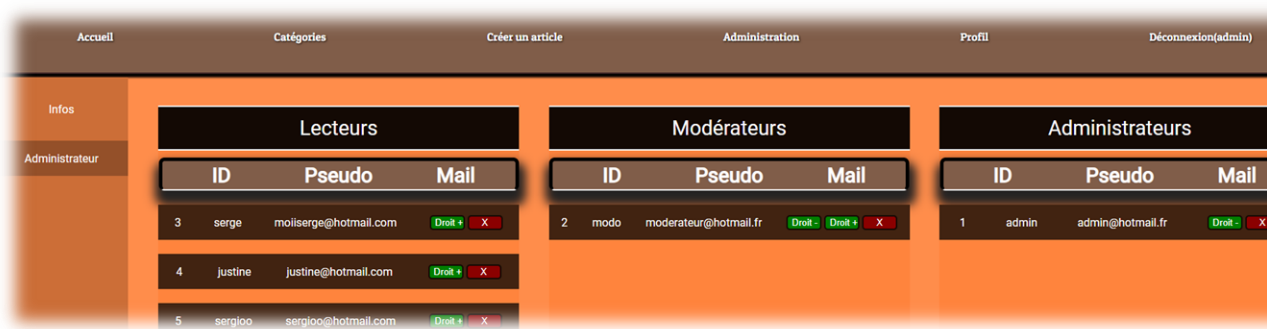 Accueil Catégories Créer un article Administration Profil Déconnexion(admin)
Infos
Administrateur
Lecteurs
ID Pseudo Mail
3 serge moiiserge@hotmail.com Droit + X
4 justine justine@hotmail.com Droit + X
5 sergioo sergioo@hotmail.com Droit + X
Modérateurs
ID Pseudo Mail
2 modo moderateur@hotmail.fr Droit - Droit + X
Administrateurs
ID Pseudo Mail
1 admin admin@hotmail.fr Droit - X